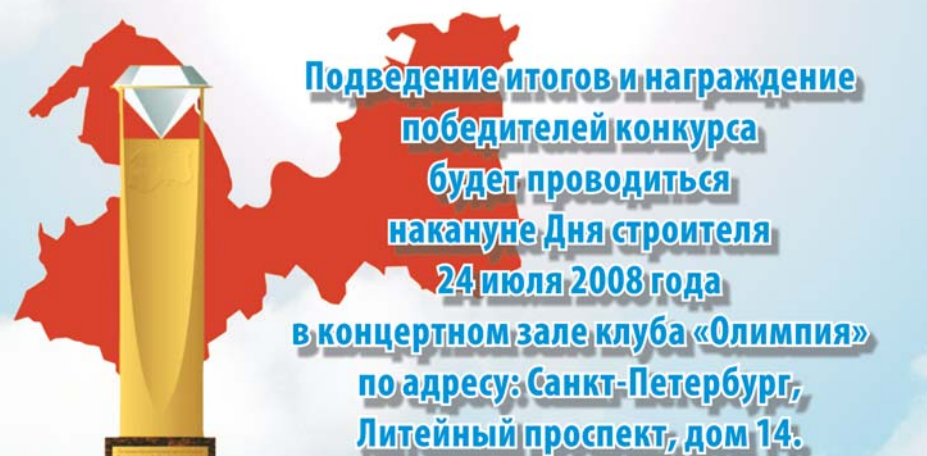 Подведение итогов и награждение
победителей конкурса
будет проводиться
накануне Дня строителя
24 июля 2008 года
в концертном зале клуба «Олимпия»
по адресу: Санкт-Петербург,
Литейный проспект, дом 14.